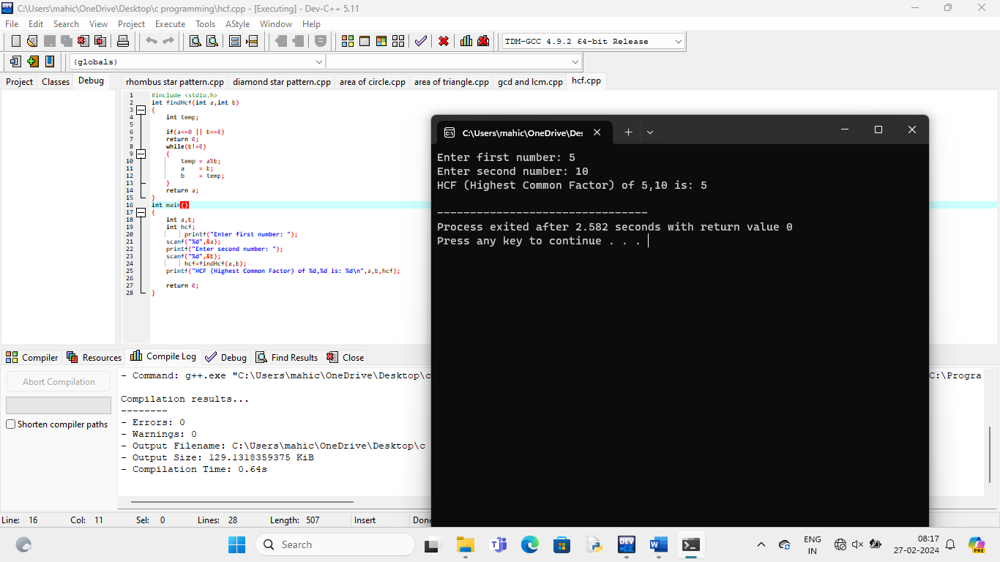 C:\Users\mahic\OneDrive\Desktop\c programming\hcf.cpp - [Executing] - Dev-C++ 5.11
File Edit Search View Project Execute Tools AStyle Window Help
TDM-GCC 4.9.2 64-bit Release
(globals)
Project Classes Debug
rhombus star pattern.cpp diamond star pattern.cpp area of circle.cpp area of triangle.cpp gcd and lcm.cpp hcf.cpp
1 #include <stdio.h>
2 int findHcf(int a,int b)
3 {
4 int temp;
5
6 if(a==0 || b==0)
7 return 0;
8 while(b!=0)
9 {
10 temp = a%b;
11 a = b;
12 b = temp;
13 }
14 return a;
15 }
16 int main()
17 {
18 int a,b;
19 int hcf;
20 printf("Enter first number: ");
21 scanf("%d",&a);
22 printf("Enter second number: ");
23 scanf("%d",&b);
24 hcf=findHcf(a,b);
25 printf("HCF (Highest Common Factor) of %d,%d is: %d\n",a,b,hcf);
26
27 return 0;
28 }
C:\Users\mahic\OneDrive\Des
Enter first number: 5
Enter second number: 10
HCF (Highest Common Factor) of 5,10 is: 5
--------------------------------
Process exited after 2.582 seconds with return value 0
Press any key to continue . . .
Compiler Resources Compile Log Debug Find Results Close
Abort Compilation
Shorten compiler paths
- Command: g++.exe "C:\Users\mahic\OneDrive\Desktop\c C:\Progra
Compilation results...
--------
- Errors: 0
- Warnings: 0
- Output Filename: C:\Users\mahic\OneDrive\Desktop\c
- Output Size: 129.1318359375 KiB
- Compilation Time: 0.64s
Line: 16 Col: 11 Sel: 0 Lines: 28 Length: 507 Insert Done
Search
DEV
W
ENG
IN
08:17
27-02-2024
PRE